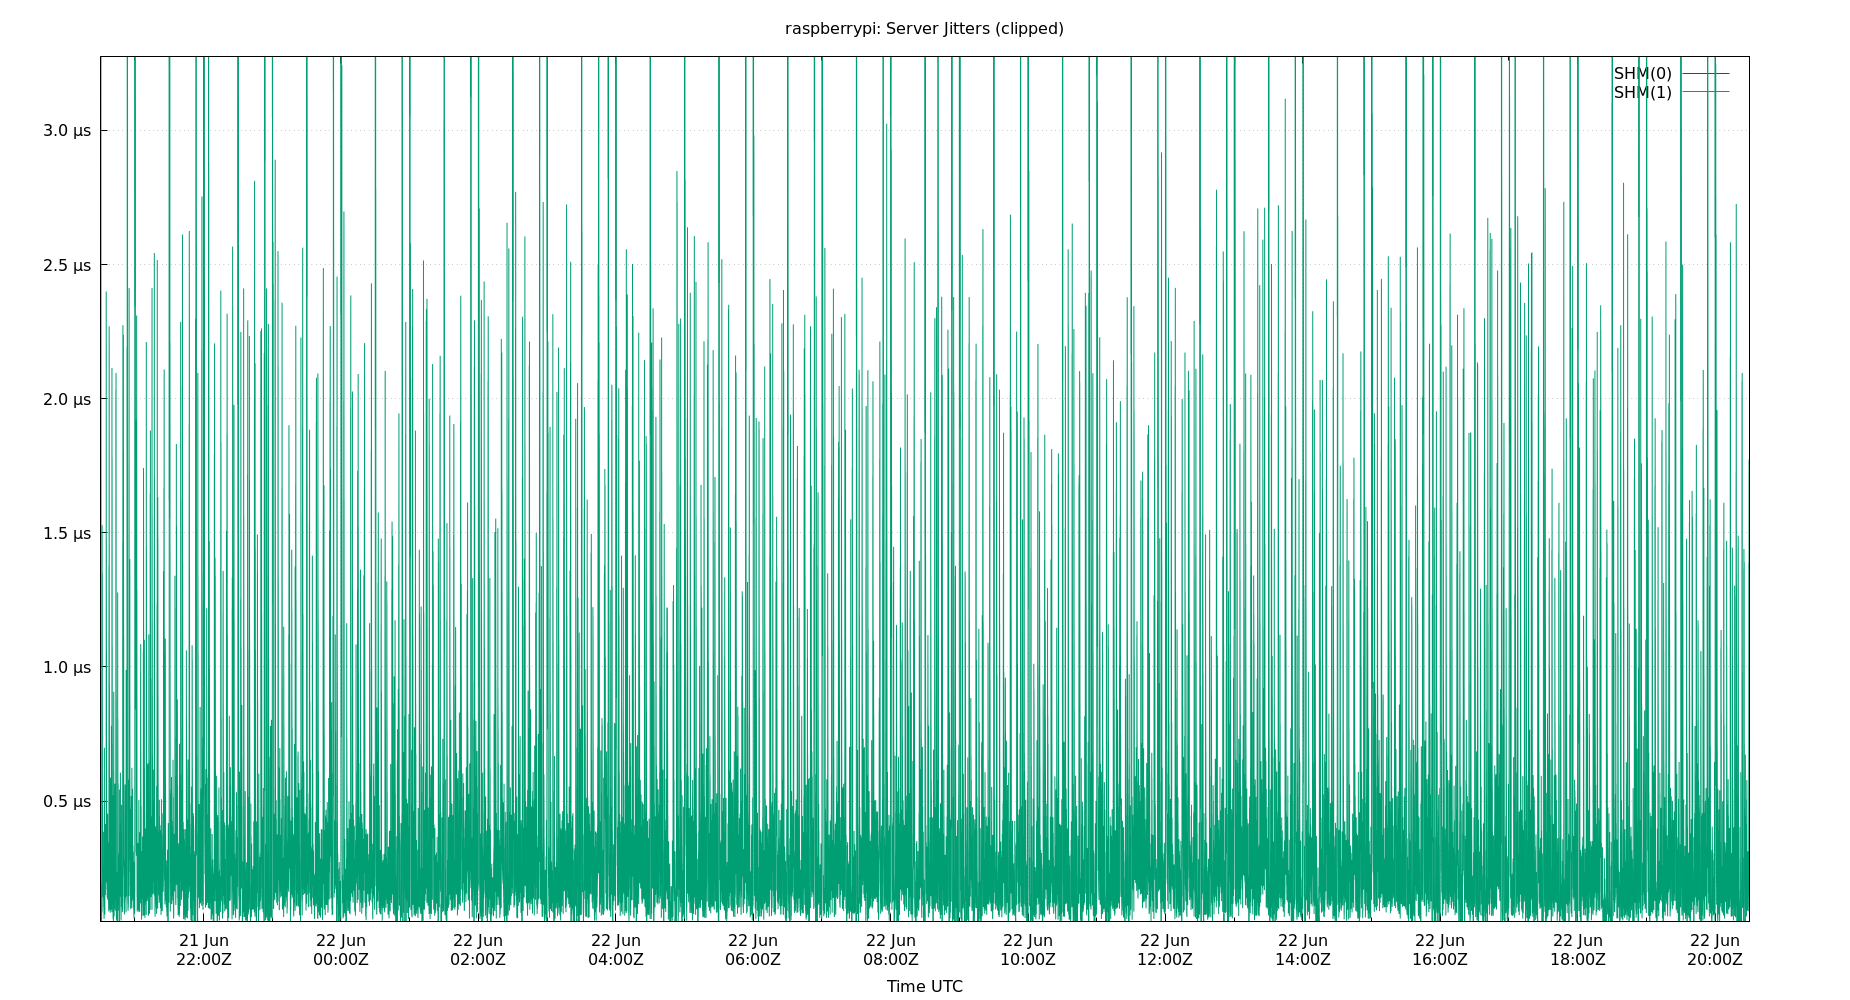 raspberrypi: Server Jitters (clipped)
SHM(0)
SHM(1)
3.0 µs
2.5 µs
2.0 µs
1.5 µs
1.0 µs
0.5 µs
21 Jun 22 Jun 22 Jun 22 Jun 22 Jun 22 Jun 22 Jun 22 Jun 22 Jun 22 Jun 22 Jun 22 Jun
22:00Z 00:00Z 02:00Z 04:00Z 06:00Z 08:00Z 10:00Z 12:00Z 14:00Z 16:00Z 18:00Z 20:00Z
Time UTC